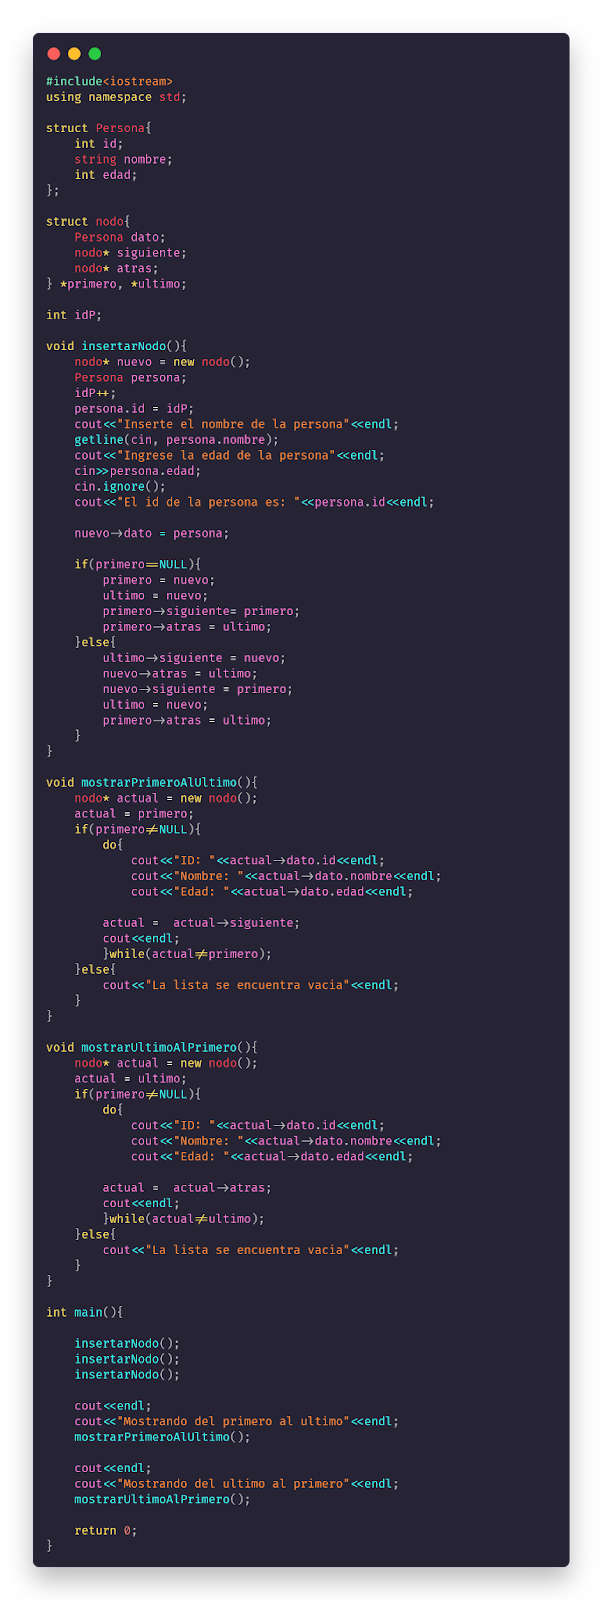 #include<iostream>
using namespace std;

struct Persona{
    int id;
    string nombre;
    int edad;
};

struct nodo{
    Persona dato;
    nodo* siguiente;
    nodo* atras;
} *primero, *ultimo;

int idP;

void insertarNodo(){
    nodo* nuevo = new nodo();
    Persona persona;
    idP++;
    persona.id = idP;
    cout<<"Inserte el nombre de la persona"<<endl;
    getline(cin, persona.nombre);
    cout<<"Ingrese la edad de la persona"<<endl;
    cin>>persona.edad;
    cin.ignore();
    cout<<"El id de la persona es: "<<persona.id<<endl;

    nuevo->dato = persona;

    if(primero==NULL){
        primero = nuevo;
        ultimo = nuevo;
        primero->siguiente= primero;
        primero->atras = ultimo;
    }else{
        ultimo->siguiente = nuevo;
        nuevo->atras = ultimo;
        nuevo->siguiente = primero;
        ultimo = nuevo;
        primero->atras = ultimo;
    }
}

void mostrarPrimeroAlUltimo(){
    nodo* actual = new nodo();
    actual = primero;
    if(primero!=NULL){
        do{
            cout<<"ID: "<<actual->dato.id<<endl;
            cout<<"Nombre: "<<actual->dato.nombre<<endl;
            cout<<"Edad: "<<actual->dato.edad<<endl;

        actual =  actual->siguiente;
        cout<<endl;
        }while(actual!=primero);
    }else{
        cout<<"La lista se encuentra vacia"<<endl;
    }
}

void mostrarUltimoAlPrimero(){
    nodo* actual = new nodo();
    actual = ultimo;
    if(primero!=NULL){
        do{
            cout<<"ID: "<<actual->dato.id<<endl;
            cout<<"Nombre: "<<actual->dato.nombre<<endl;
            cout<<"Edad: "<<actual->dato.edad<<endl;

        actual =  actual->atras;
        cout<<endl;
        }while(actual!=ultimo);
    }else{
        cout<<"La lista se encuentra vacia"<<endl;
    }
}

int main(){

    insertarNodo();
    insertarNodo();
    insertarNodo();

    cout<<endl;
    cout<<"Mostrando del primero al ultimo"<<endl;
    mostrarPrimeroAlUltimo();

    cout<<endl;
    cout<<"Mostrando del ultimo al primero"<<endl;
    mostrarUltimoAlPrimero();

    return 0;
}